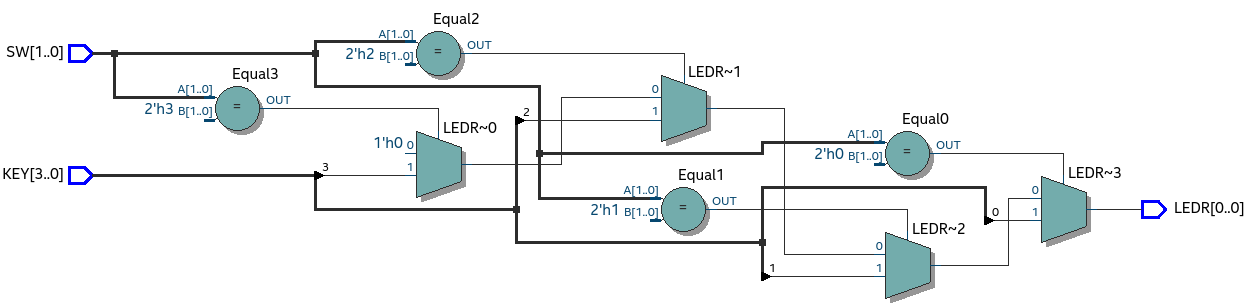 Equal2
SW[1..0]
A[1..0]
2'h2 B[1..0]
=
OUT
Equal3
LEDR~1
A[1..0]
2'h3 B[1..0]
=
OUT
0
1
2
LEDR~0
1'h0 0
1
3
KEY[3..0]
Equal0
A[1..0]
2'h0 B[1..0]
=
OUT
Equal1
A[1..0]
2'h1 B[1..0]
=
OUT
LEDR~3
0
1
0
LEDR[0..0]
LEDR~2
0
1
1